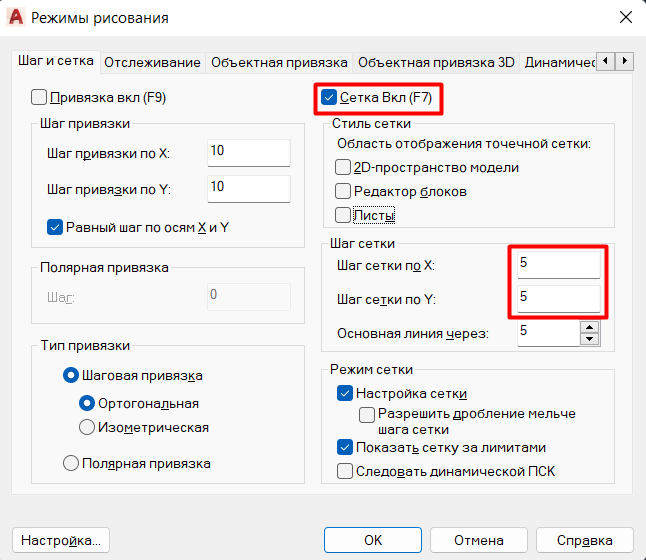 Режимы рисования
Шаг и сетка
Отслеживание
Объектная привязка
Объектная привязка 3D
Динамичес
Привязка вкл (F9)
Сетка Вкл (F7)
Шаг привязки
Шаг привязки по X:
10
Шаг привязки по Y:
10
Равный шаг по осям X и Y
Полярная привязка
Шаг:
0
Тип привязки
Шаговая привязка
Ортогональная
Изометрическая
Полярная привязка
Стиль сетки
Область отображения точечной сетки:
2D-пространство модели
Редактор блоков
Листы
Шаг сетки
Шаг сетки по X:
5
Шаг сетки по Y:
5
Основная линия через:
5
Режим сетки
Настройка сетки
Разрешить дробление мельче
шага сетки
Показать сетку за лимитами
Следовать динамической ПСК
Настройка...
ОК
Отмена
Справка